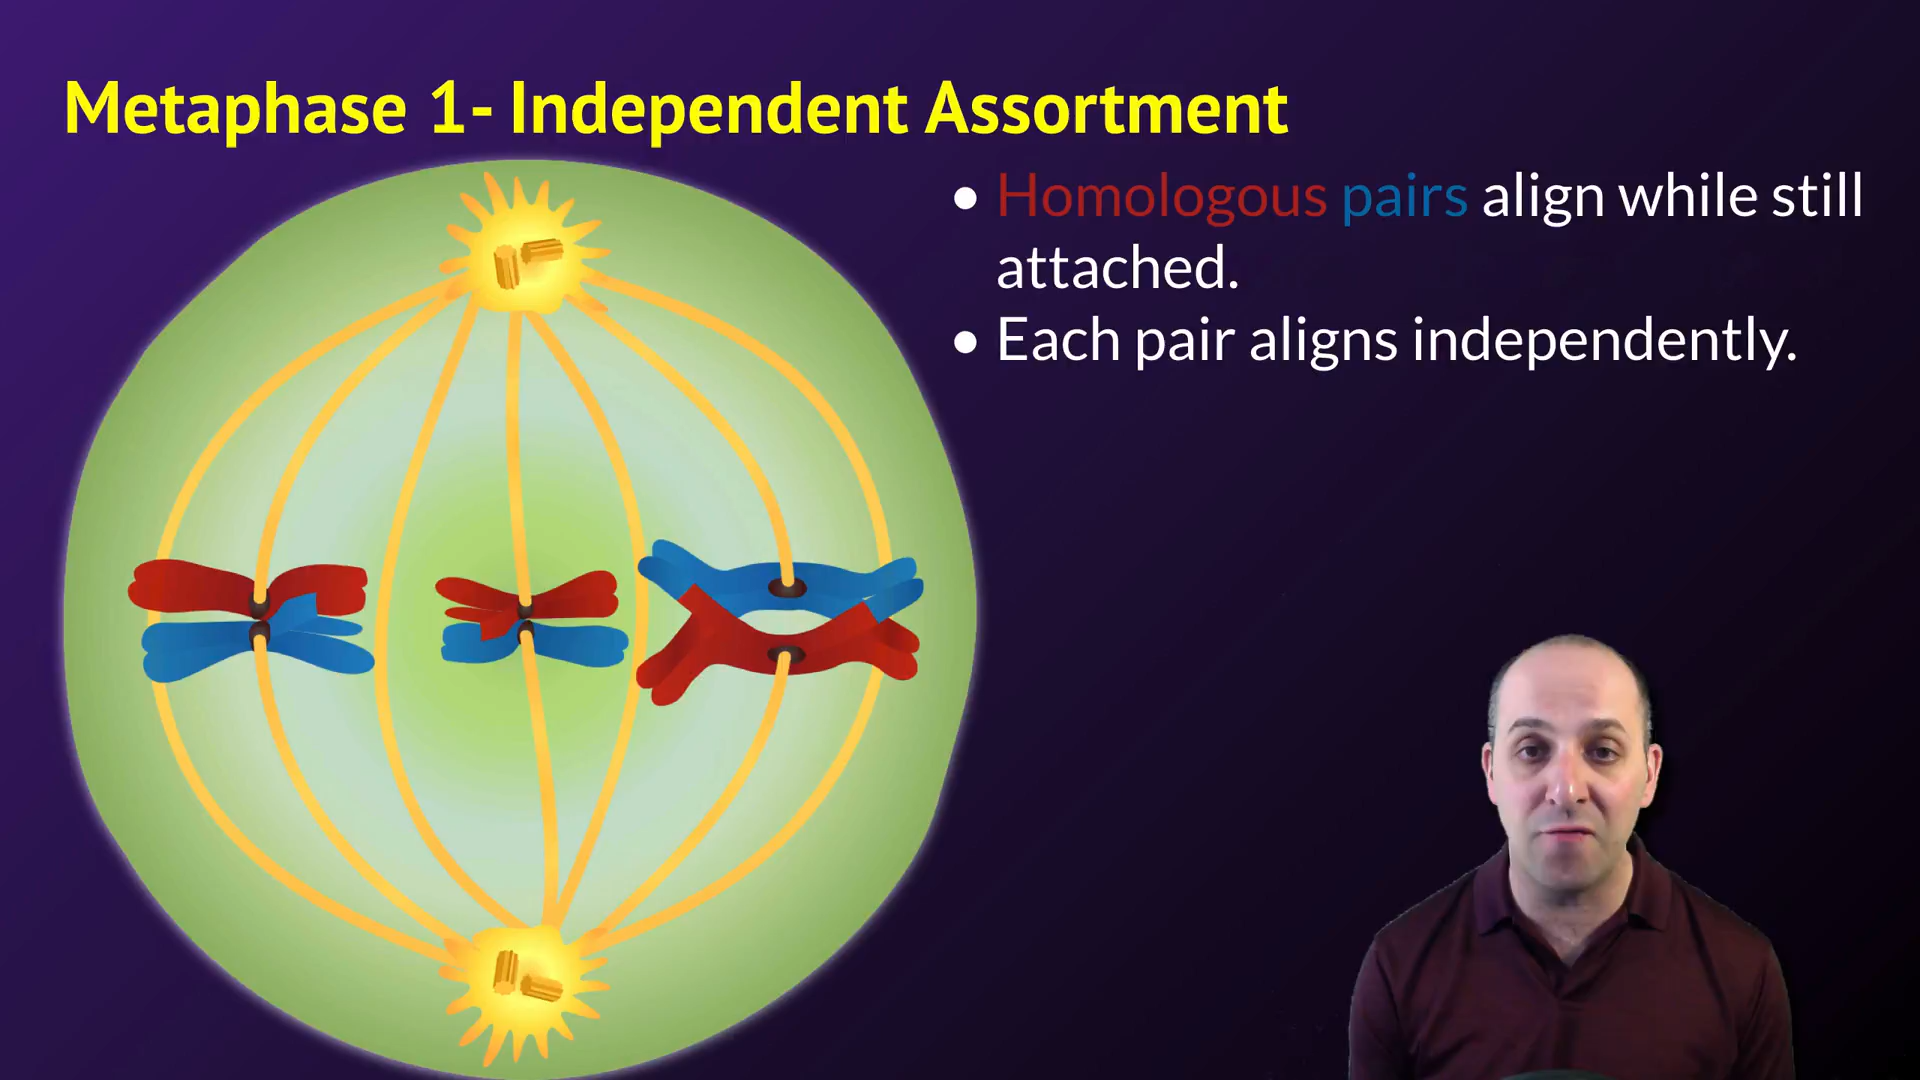 Metaphase 1- Independent Assortment
• Homologous pairs align while still
attached.
• Each pair aligns independently.